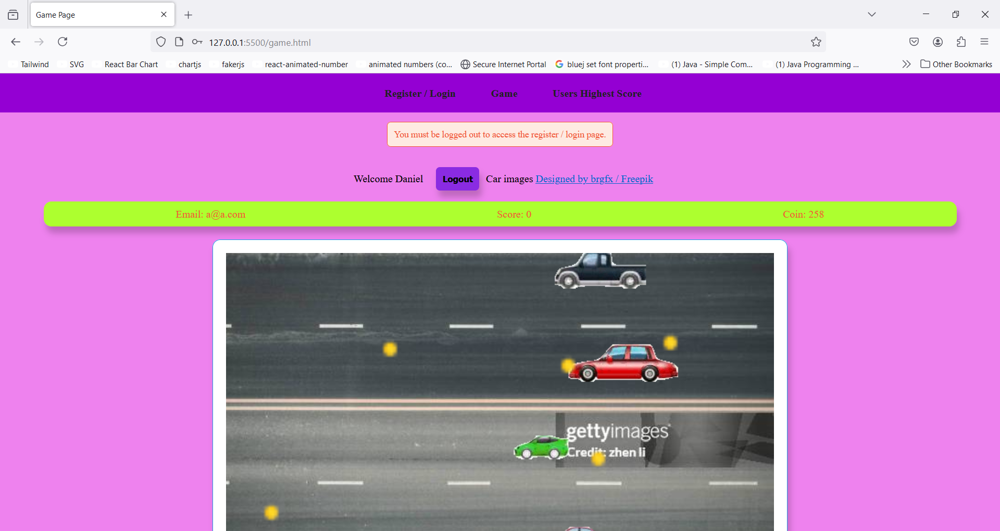 Game Page
127.0.0.1:5500/game.html
Tailwind SVG React Bar Chart chartjs fakerjs react-animated-number animated numbers (co... Secure Internet Portal bluej set font properti... (1) Java - Simple Com... (1) Java Programming ... Other Bookmarks
Register / Login Game Users Highest Score
You must be logged out to access the register / login page.
Welcome Daniel Logout Car images Designed by brgfx / Freepik
Email: a@a.com Score: 0 Coin: 258
gettyimages
Credit: zhen li